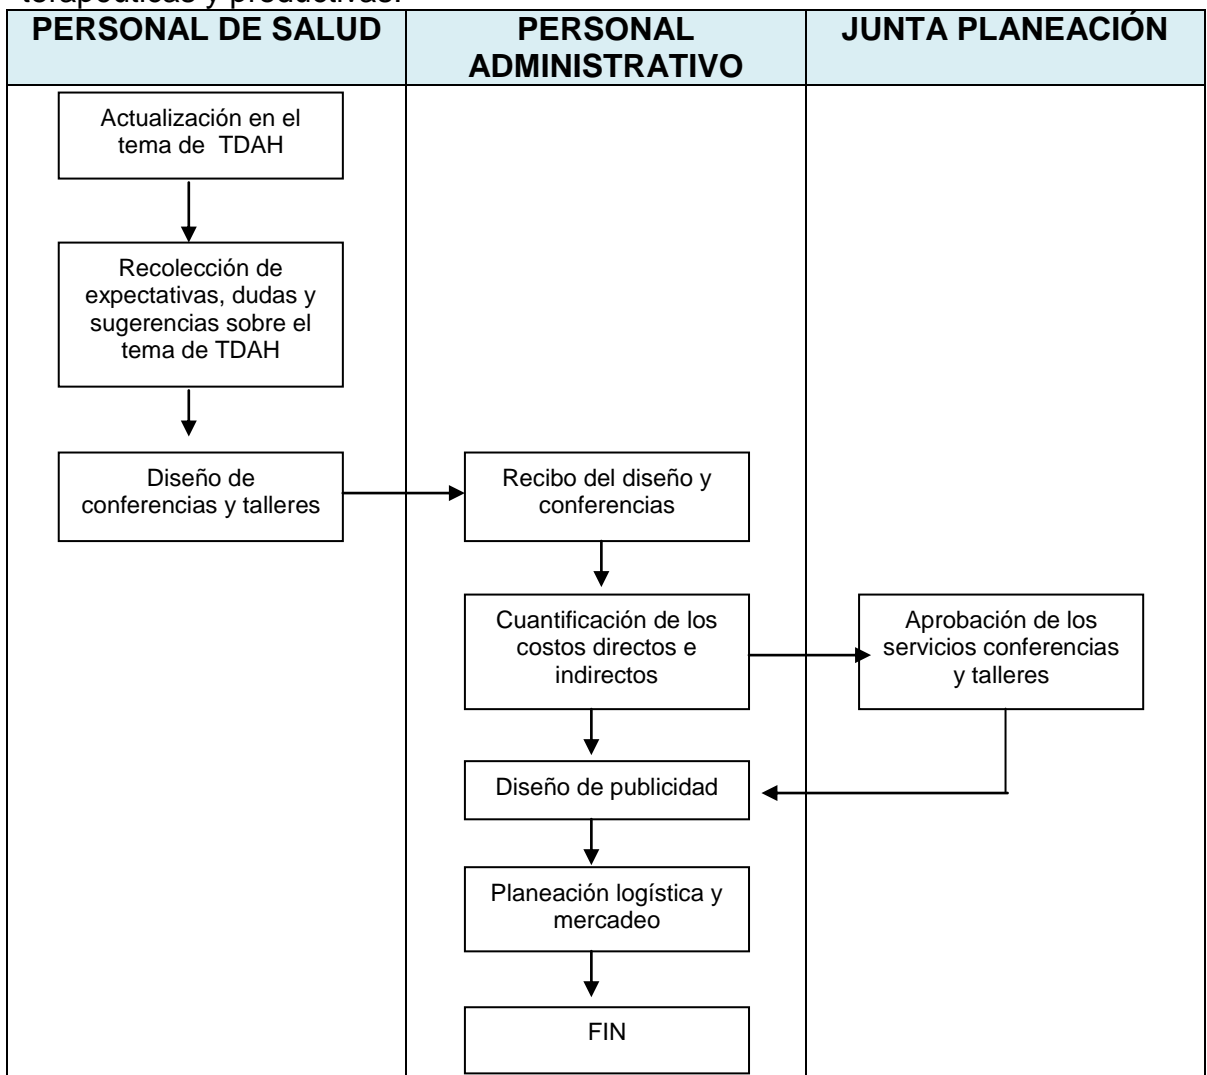 terapéuticas y productivas.
PERSONAL DE SALUD
PERSONAL
ADMINISTRATIVO
JUNTA PLANEACIÓN
Actualización en el
tema de TDAH
Recolección de
expectativas, dudas y
sugerencias sobre el
tema de TDAH
Diseño de
conferencias y talleres
Recibo del diseño y
conferencias
Cuantificación de los
costos directos e
indirectos
Aprobación de los
servicios conferencias
y talleres
Diseño de publicidad
Planeación logística y
mercadeo
FIN